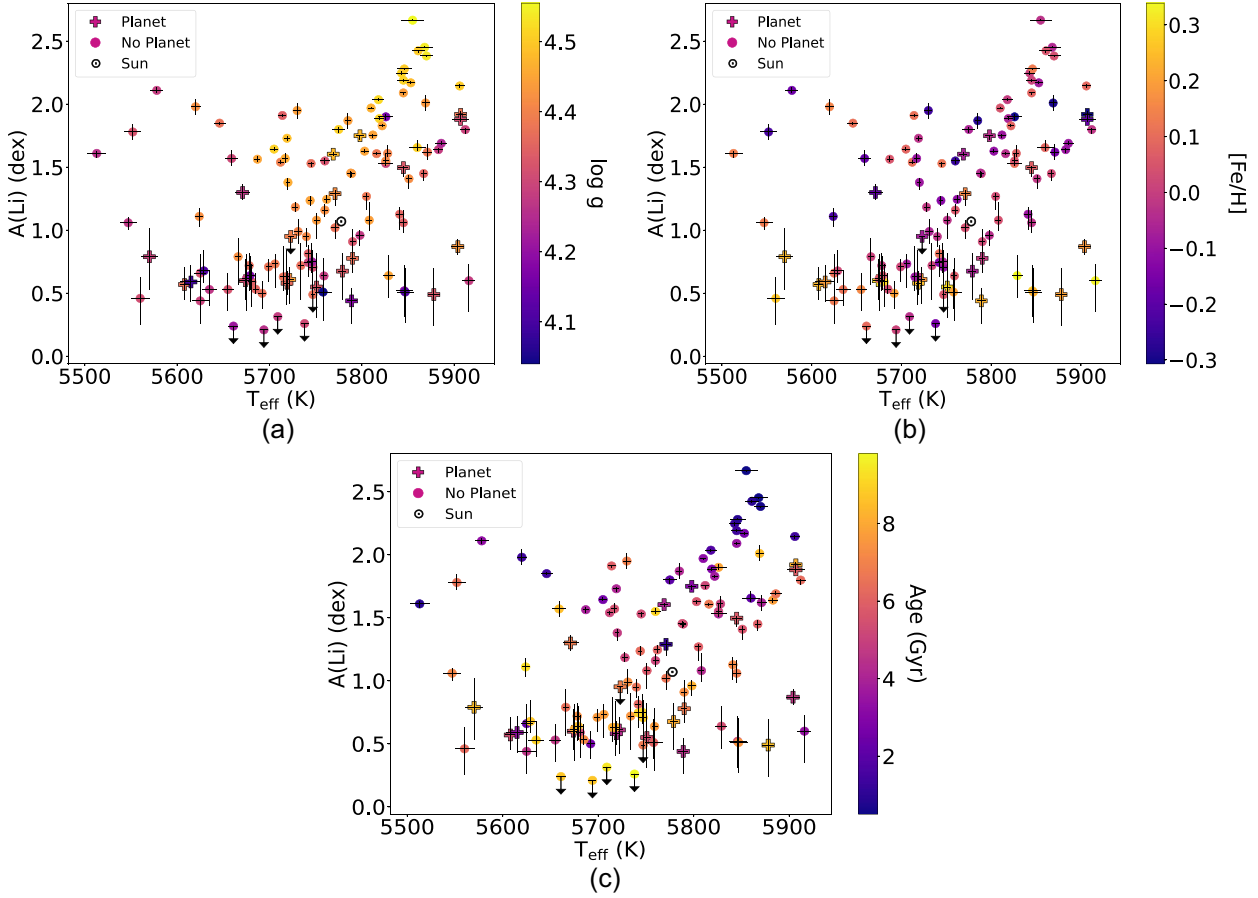 Planet
No Planet
Sun
2.5
2.0
1.5
1.0
0.5
0.0
A(Li) (dex)
5500
5600
5700
5800
5900
T_eff (K)
4.5
4.4
4.3
4.2
4.1
log g
(a)
Planet
No Planet
Sun
2.5
2.0
1.5
1.0
0.5
0.0
A(Li) (dex)
5500
5600
5700
5800
5900
T_eff (K)
0.3
0.2
0.1
0.0
−0.1
−0.2
−0.3
[Fe/H]
(b)
Planet
No Planet
Sun
2.5
2.0
1.5
1.0
0.5
0.0
A(Li) (dex)
5500
5600
5700
5800
5900
T_eff (K)
8
6
4
2
Age (Gyr)
(c)